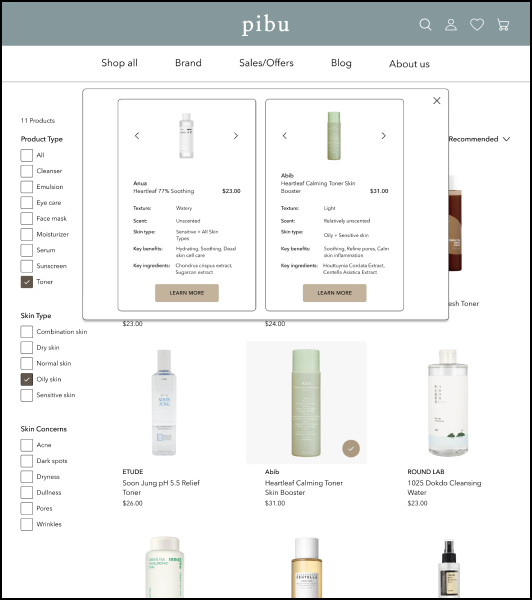 pibu
Shop all
Brand
Sales/Offers
Blog
About us
11 Products
Recommended
Product Type
All
Cleanser
Emulsion
Eye care
Face mask
Moisturizer
Serum
Sunscreen
Toner
Skin Type
Combination skin
Dry skin
Normal skin
Oily skin
Sensitive skin
Skin Concerns
Acne
Dark spots
Dryness
Dullness
Pores
Wrinkles
Anua
Heartleaf 77% Soothing
$23.00
Texture:
Watery
Scent:
Unscented
Skin type:
Sensitive + All Skin
Types
Key benefits:
Hydrating, Soothing, Dead
skin cell care
Key ingredients:
Chondrus crispus extract,
Sugarcan extract
LEARN MORE
Abib
Heartleaf Calming Toner Skin
Booster
$31.00
Texture:
Light
Scent:
Relatively unscented
Skin type:
Oily + Sensitive skin
Key benefits:
Soothing, Refine pores, Calm
skin inflammation
Key ingredients:
Houttuynia Cordata Extract,
Centella Asiatica Extract
LEARN MORE
esh Toner
$23.00
$24.00
ETUDE
Soon Jung pH 5.5 Relief
Toner
$26.00
Abib
Heartleaf Calming Toner
Skin Booster
$31.00
ROUND LAB
1025 Dokdo Cleansing
Water
$23.00